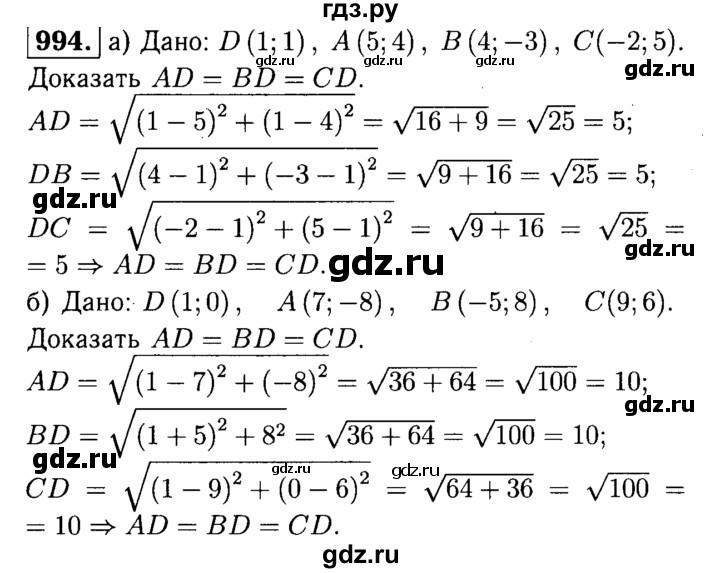 гдз.ру
994. а) Дано: D (1; 1) , A (5; 4) , B (4; −3) , C(−2; 5).
gdz.ru gdz.ru
Доказать AD = BD = CD.
gdz.ru
AD = √((1 − 5)² + (1 − 4)²) = √(16 + 9) = √25 = 5;
DB = √((4 − 1)² + (−3 − 1)²) = √(9 + 16) = √25 = 5;
gdz.ru
DC = √((−2 − 1)² + (5 − 1)²) = √(9 + 16) = √25 =
gdz.ru
= 5 ⇒ AD = BD = CD.
gdz.ru
б) Дано: D (1; 0) , A (7; −8) , B (−5; 8) , C(9; 6).
gdz.ru
Доказать AD = BD = CD.
AD = √((1 − 7)² + (−8)²) = √(36 + 64) = √100 = 10;
gdz.ru
BD = √((1 + 5)² + 8²) = √(36 + 64) = √100 = 10;
gdz.ru gdz.ru gdz.ru
CD = √((1 − 9)² + (0 − 6)²) = √(64 + 36) = √100 =
gdz.ru
= 10 ⇒ AD = BD = CD.
gdz.ru